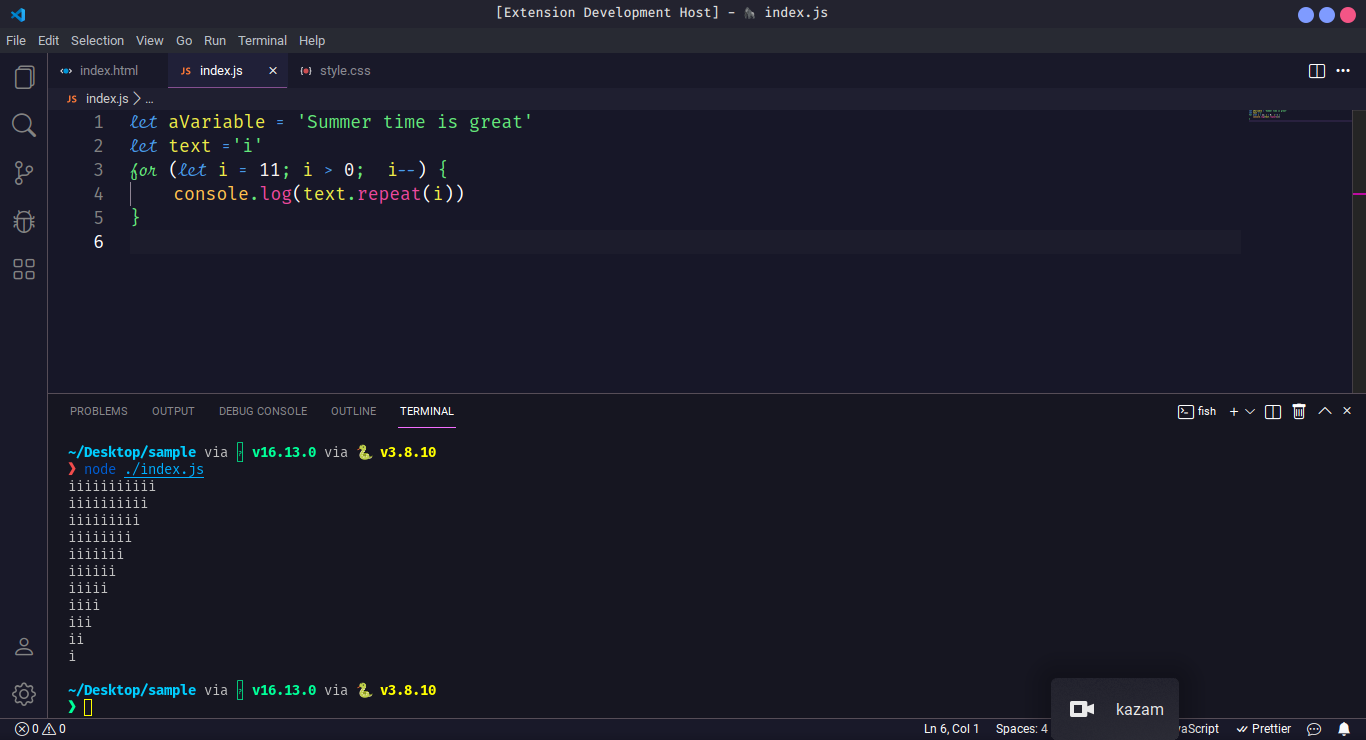 [Extension Development Host] - index.js
File Edit Selection View Go Run Terminal Help
index.html JS index.js × style.css
JS index.js > ...
1 let aVariable = 'Summer time is great'
2 let text ='i'
3 for (let i = 11; i > 0;  i--) {
4     console.log(text.repeat(i))
5 }
6
PROBLEMS OUTPUT DEBUG CONSOLE OUTLINE TERMINAL fish
~/Desktop/sample via v16.13.0 via 🐍 v3.8.10
❯ node ./index.js
iiiiiiiiiii
iiiiiiiiii
iiiiiiiii
iiiiiiii
iiiiiii
iiiiii
iiiii
iiii
iii
ii
i
~/Desktop/sample via v16.13.0 via 🐍 v3.8.10
❯
kazam
0 0 Ln 6, Col 1 Spaces: 4 vaScript Prettier